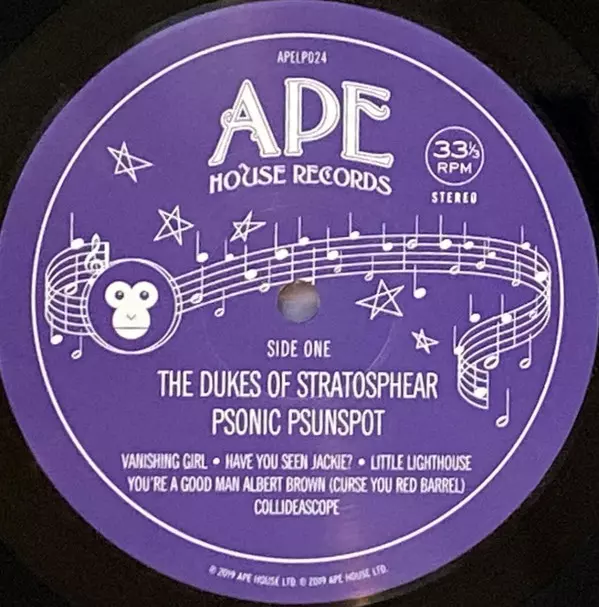 APELP024
APE
HOUSE RECORDS
33⅓
RPM
STEREO
SIDE ONE
THE DUKES OF STRATOSPHEAR
PSONIC PSUNSPOT
VANISHING GIRL • HAVE YOU SEEN JACKIE? • LITTLE LIGHTHOUSE
YOU'RE A GOOD MAN ALBERT BROWN (CURSE YOU RED BARREL)
COLLIDEASCOPE
℗ 2019 APE HOUSE LTD. © 2019 APE HOUSE LTD.